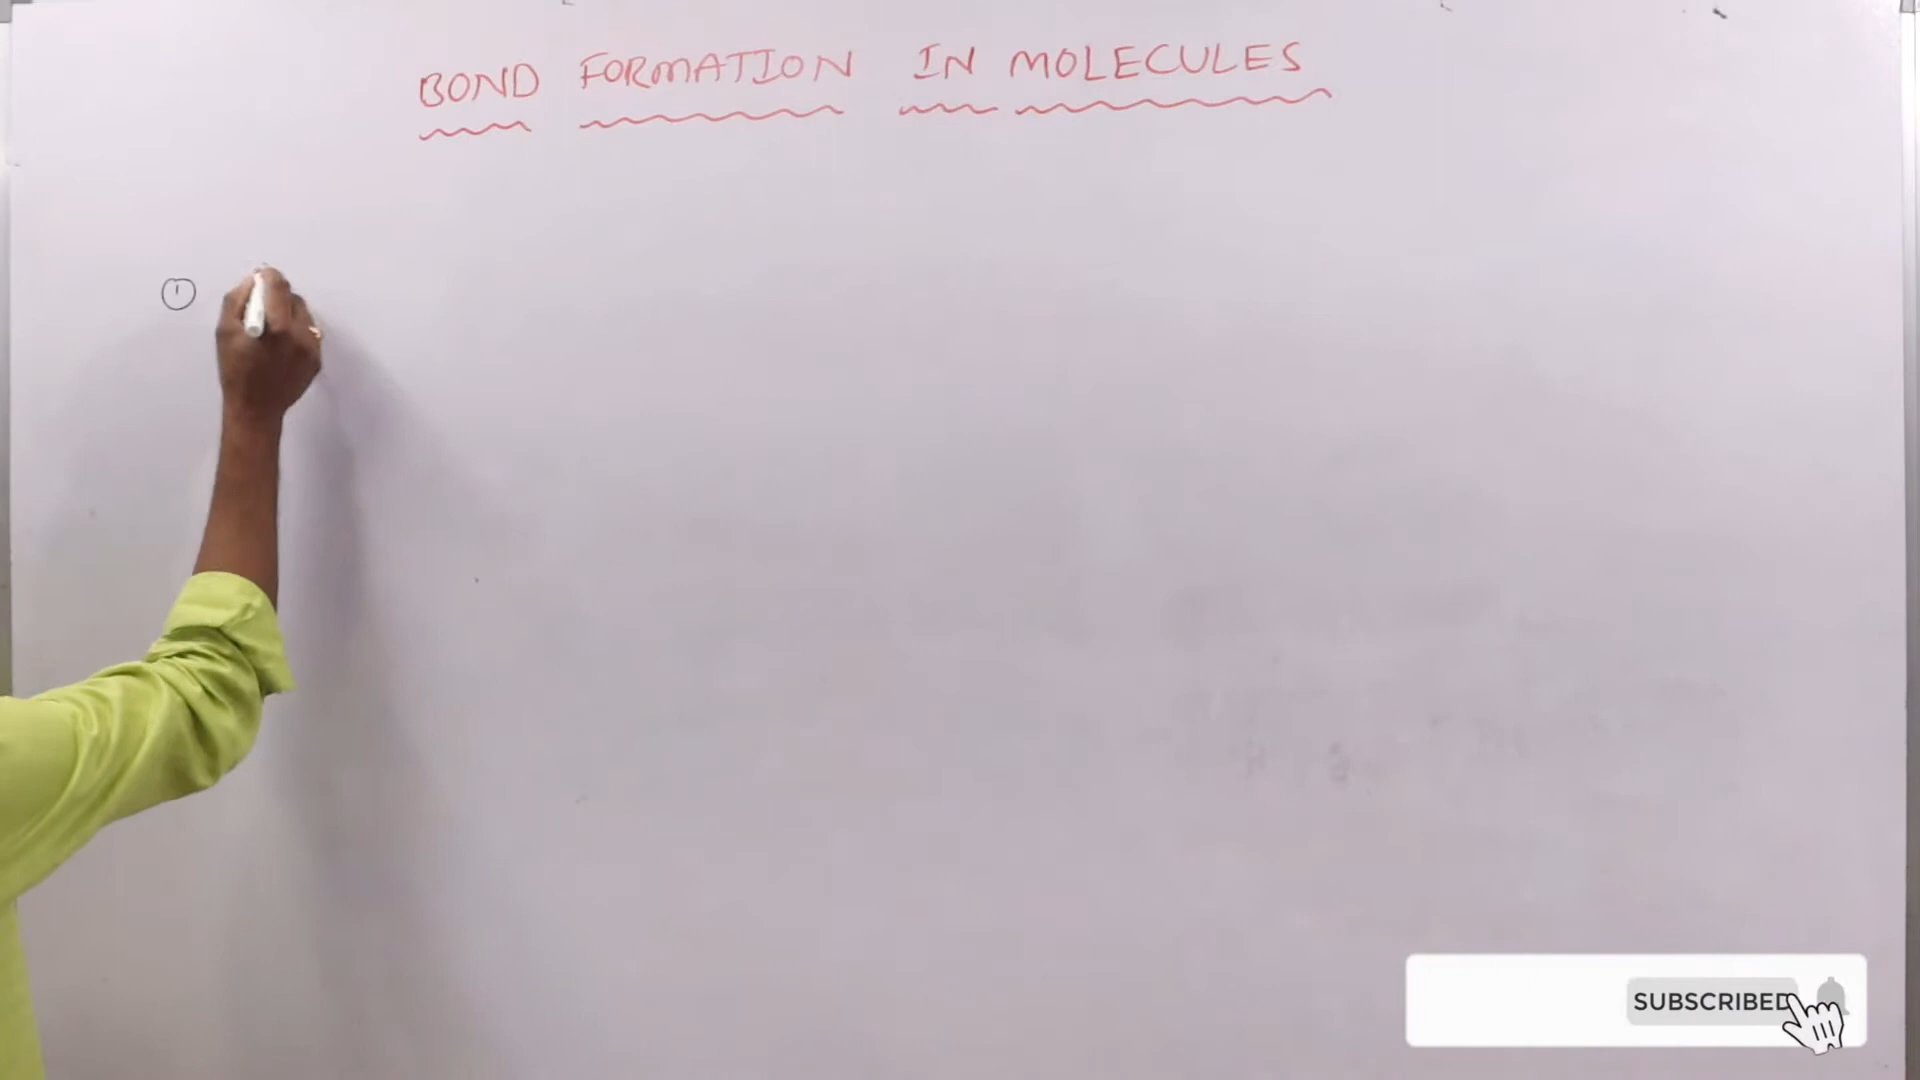 BOND FORMATION IN MOLECULES
①
SUBSCRIBED